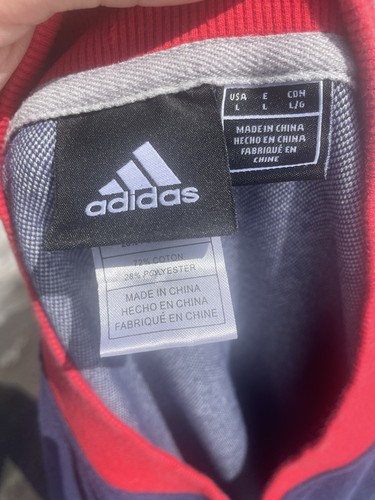 USA E CDN
L L L/G
MADE IN CHINA
HECHO EN CHINA
FABRIQUÉ EN
CHINE
adidas
72% COTON
28% POLYESTER
MADE IN CHINA
HECHO EN CHINA
FABRIQUÉ EN CHINE